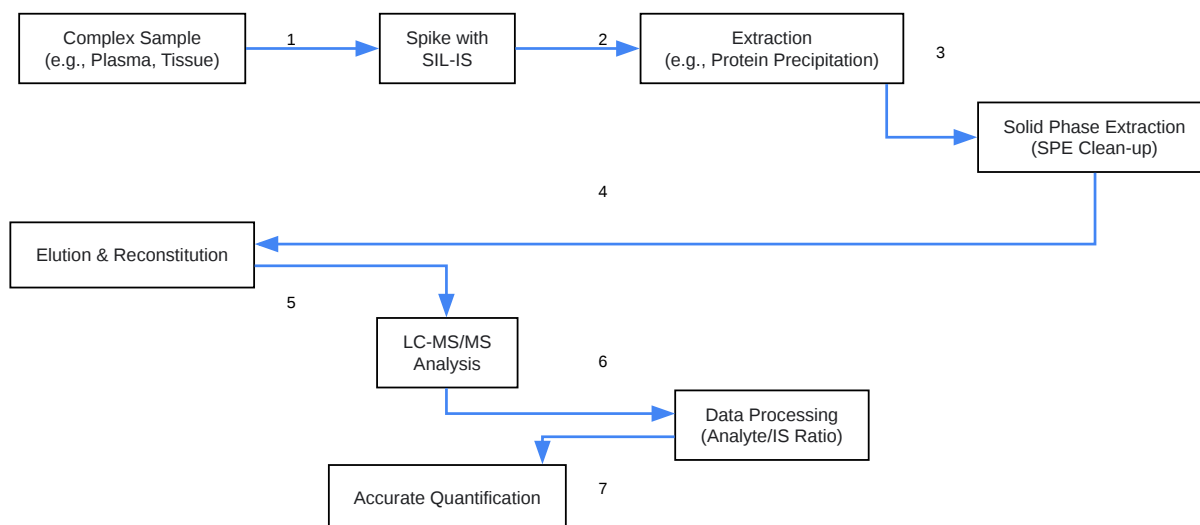 Complex Sample
(e.g., Plasma, Tissue)
1
Spike with
SIL-IS
2
Extraction
(e.g., Protein Precipitation)
3
Solid Phase Extraction
(SPE Clean-up)
4
Elution & Reconstitution
5
LC-MS/MS
Analysis
6
Data Processing
(Analyte/IS Ratio)
7
Accurate Quantification